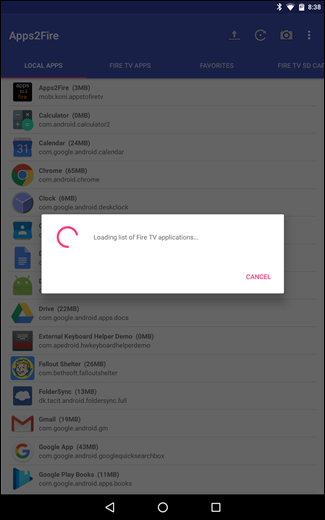 8:38
Apps2Fire
LOCAL APPS FIRE TV APPS FAVORITES FIRE TV SD CAR
Apps2Fire (3MB)
mobi.koni.appstofiretv
Calculator (0MB)
com.android.calculator2
31
Calendar (24MB)
com.google.android.calendar
Chrome (65MB)
com.android.chrome
Clock (6MB)
com.google.android.deskclock
Loading list of Fire TV applications...
CANCEL
Drive (22MB)
com.google.android.apps.docs
External Keyboard Helper Demo (0MB)
com.apedroid.hwkeyboardhelperdemo
Fallout Shelter (26MB)
com.bethsoft.falloutshelter
FolderSync (13MB)
dk.tacit.android.foldersync.full
Gmail (19MB)
com.google.android.gm
Google App (43MB)
com.google.android.googlequicksearchbox
Google Play Books (11MB)
com.google.android.apps.books